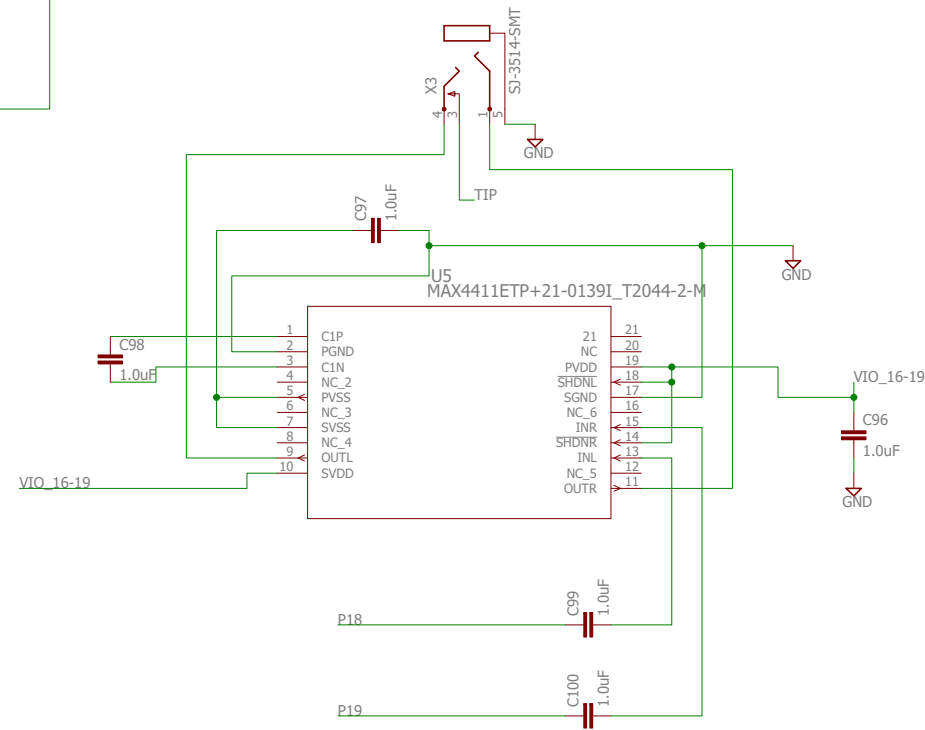 SJ-3514-SMT
X3
4
3
1
5
GND
TIP
C97
1.0uF
GND
U5
MAX4411ETP+21-0139I_T2044-2-M
1 C1P
2 PGND
3 C1N
4 NC_2
5 PVSS
6 NC_3
7 SVSS
8 NC_4
9 OUTL
10 SVDD
21 21
NC 20
PVDD 19
SHDNL 18
SGND 17
NC_6 16
INR 15
SHDNR 14
INL 13
NC_5 12
OUTR 11
C98
1.0uF
VIO_16-19
C96
1.0uF
GND
VIO_16-19
P18
C99
1.0uF
P19
C100
1.0uF